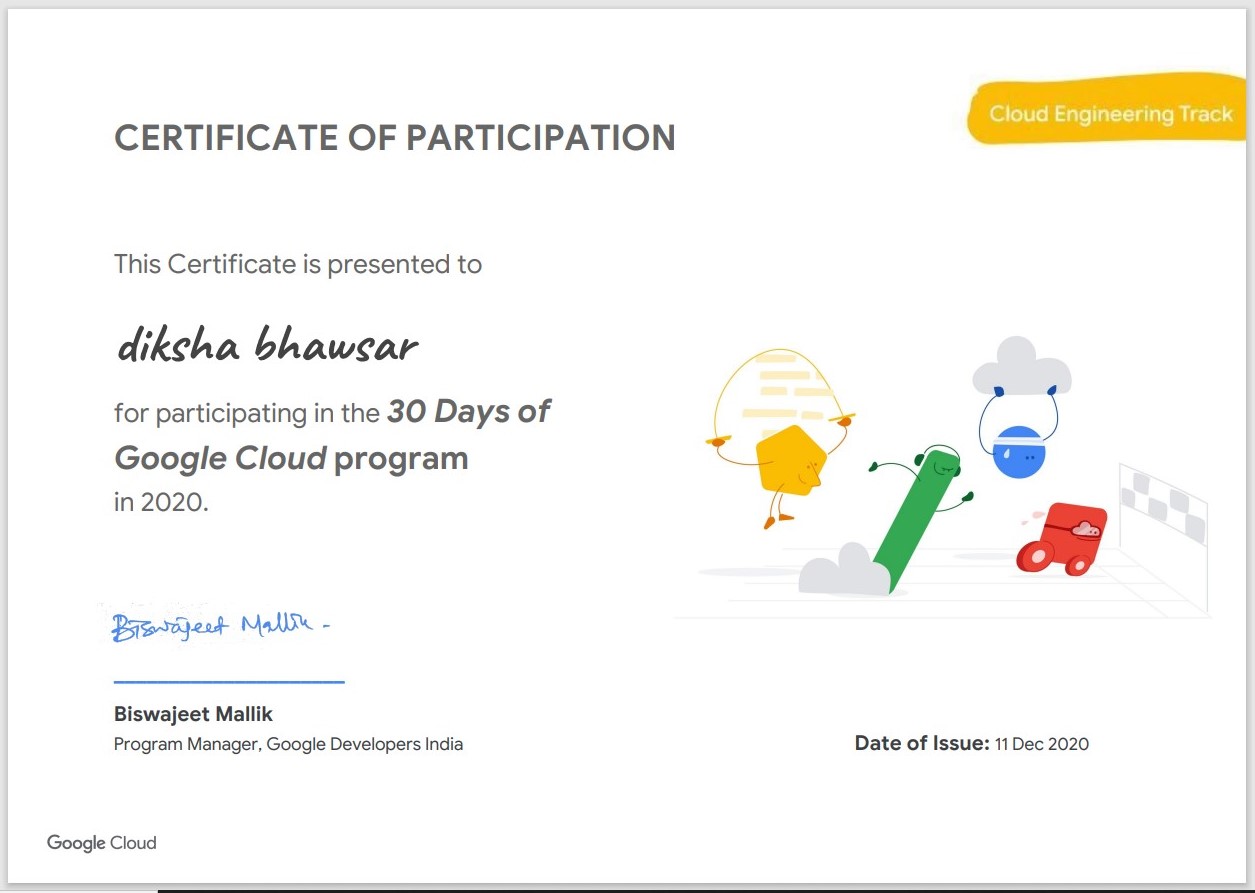 Cloud Engineering Track
CERTIFICATE OF PARTICIPATION
This Certificate is presented to
diksha bhawsar
for participating in the 30 Days of
Google Cloud program
in 2020.
Biswajeet Mallik -
Biswajeet Mallik
Program Manager, Google Developers India
Date of Issue: 11 Dec 2020
Google Cloud